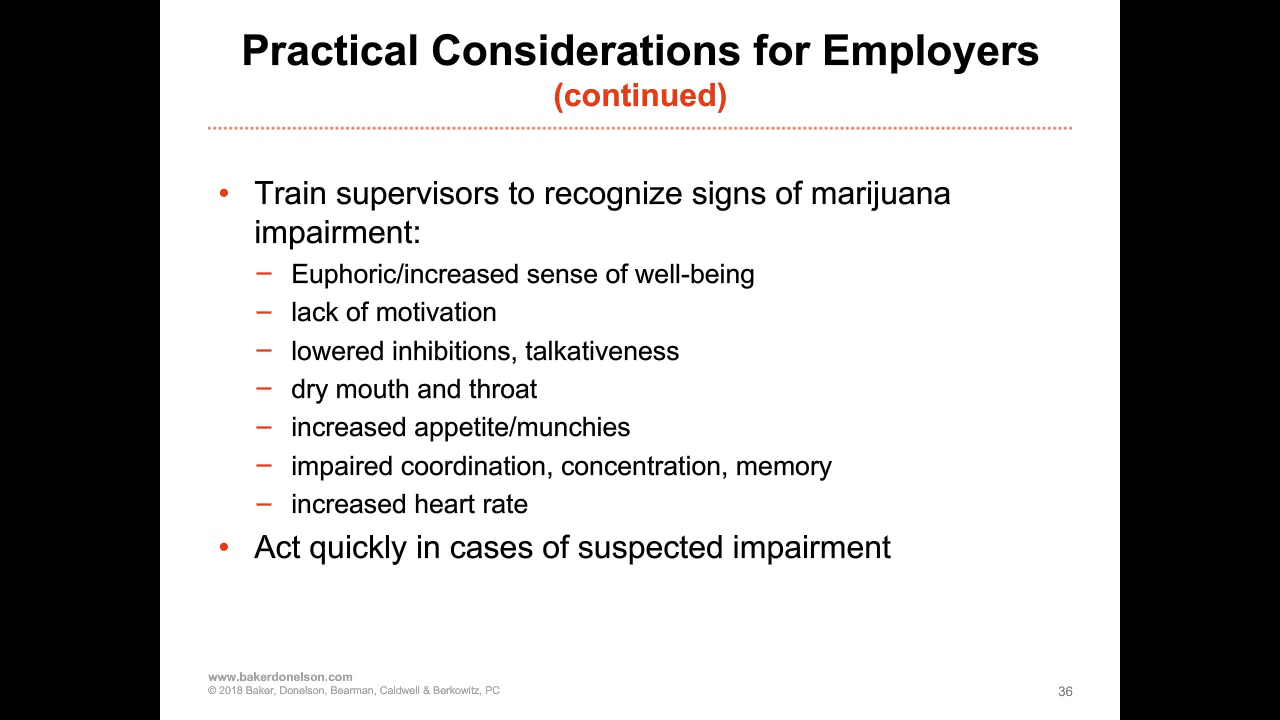 Practical Considerations for Employers
(continued)
• Train supervisors to recognize signs of marijuana
impairment:
– Euphoric/increased sense of well-being
– lack of motivation
– lowered inhibitions, talkativeness
– dry mouth and throat
– increased appetite/munchies
– impaired coordination, concentration, memory
– increased heart rate
• Act quickly in cases of suspected impairment
www.bakerdonelson.com
© 2018 Baker, Donelson, Bearman, Caldwell & Berkowitz, PC
36